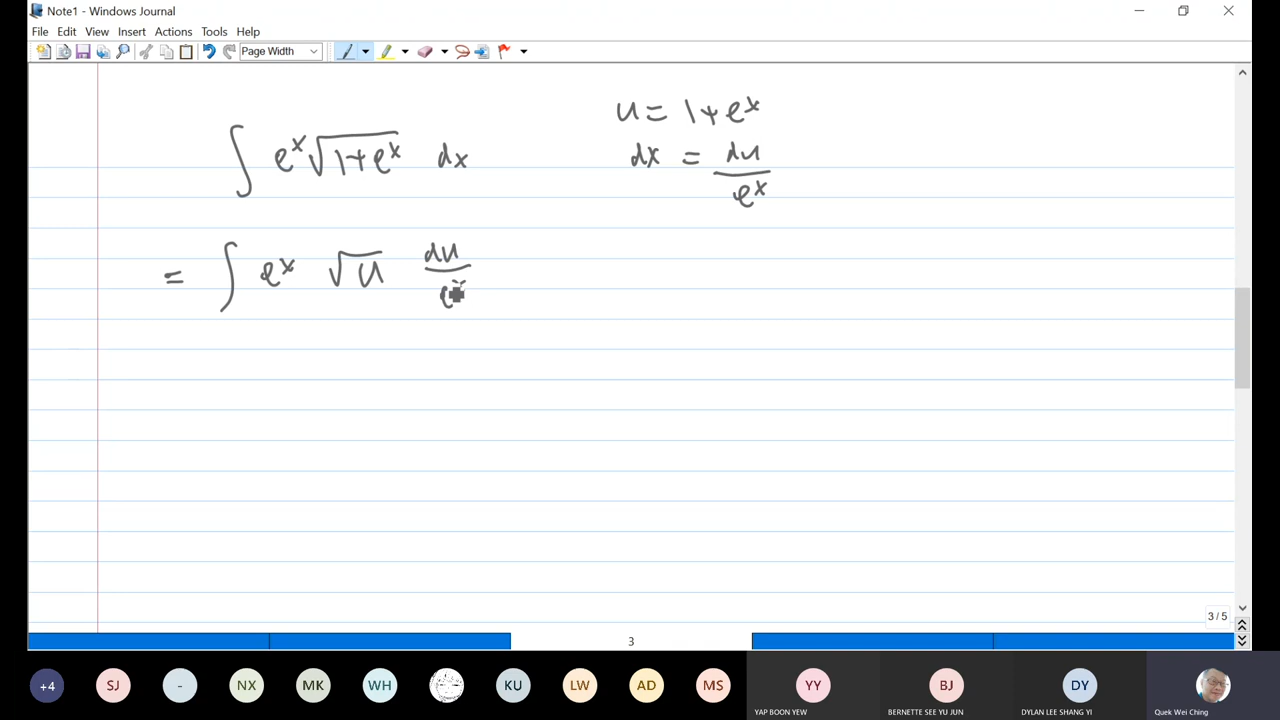 Note1 - Windows Journal
File Edit View Insert Actions Tools Help
Page Width
∫ e^x √(1+e^x) dx
u = 1+e^x
dx = du/e^x
= ∫ e^x √u du/e^x
3 / 5
3
+4 SJ - NX MK WH KU LW AD MS YY BJ DY
YAP BOON YEW BERNETTE SEE YU JUN DYLAN LEE SHANG YI Quek Wei Ching